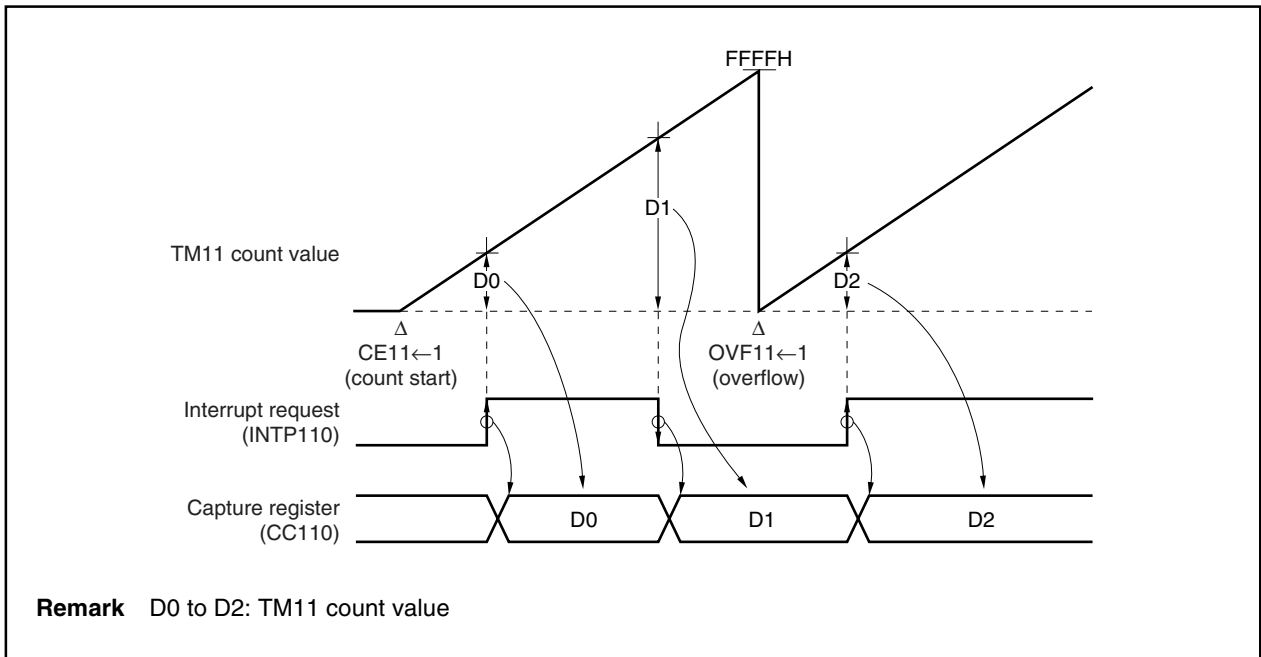 FFFFH
D1
TM11 count value
D0
D2
Δ
CE11←1
(count start)
Δ
OVF11←1
(overflow)
Interrupt request
(INTP110)
Capture register
(CC110)
D0
D1
D2
Remark D0 to D2: TM11 count value